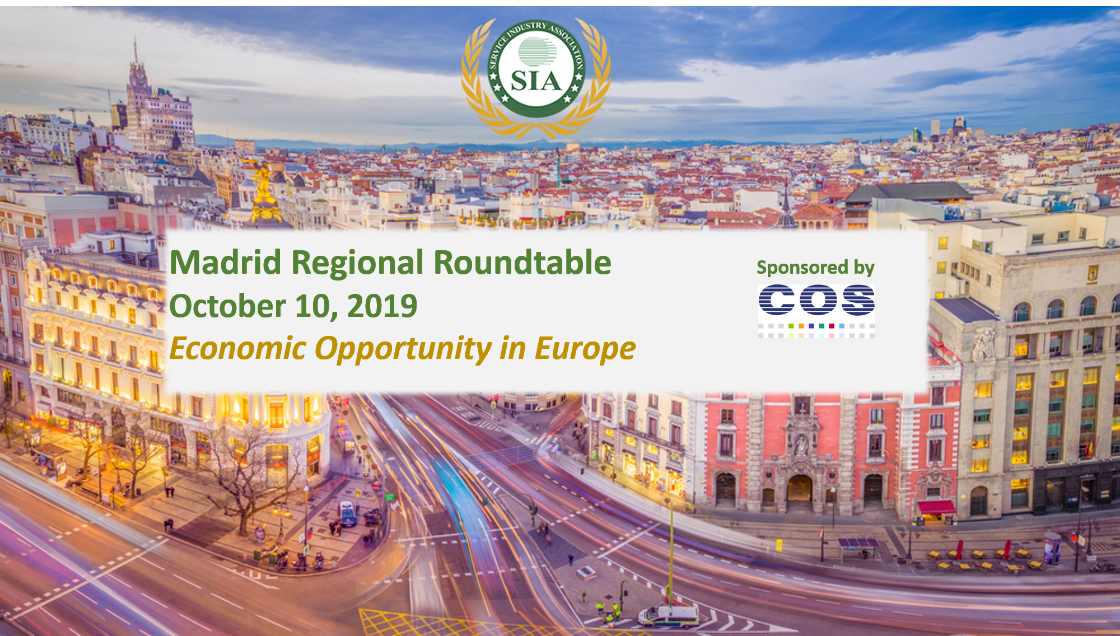 SERVICE INDUSTRY ASSOCIATION
SIA
Madrid Regional Roundtable
October 10, 2019
Economic Opportunity in Europe
Sponsored by
COS